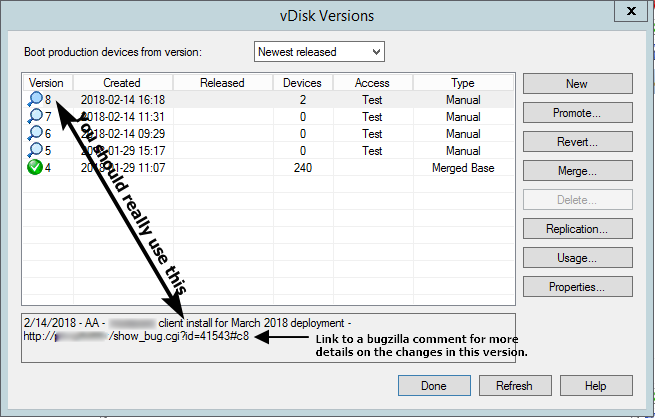 vDisk Versions
Boot production devices from version: Newest released
Version Created Released Devices Access Type
8 2018-02-14 16:18 2 Test Manual
7 2018-02-14 11:31 0 Test Manual
6 2018-02-14 09:29 0 Test Manual
5 2018-01-29 15:17 0 Test Manual
4 2018-01-29 11:07 240 Merged Base
You should really use this
New
Promote...
Revert...
Merge...
Delete...
Replication...
Usage...
Properties...
2/14/2018 - AA - client install for March 2018 deployment -
http:// /show_bug.cgi?id=41543#c8
Link to a bugzilla comment for more
details on the changes in this version.
Done Refresh Help